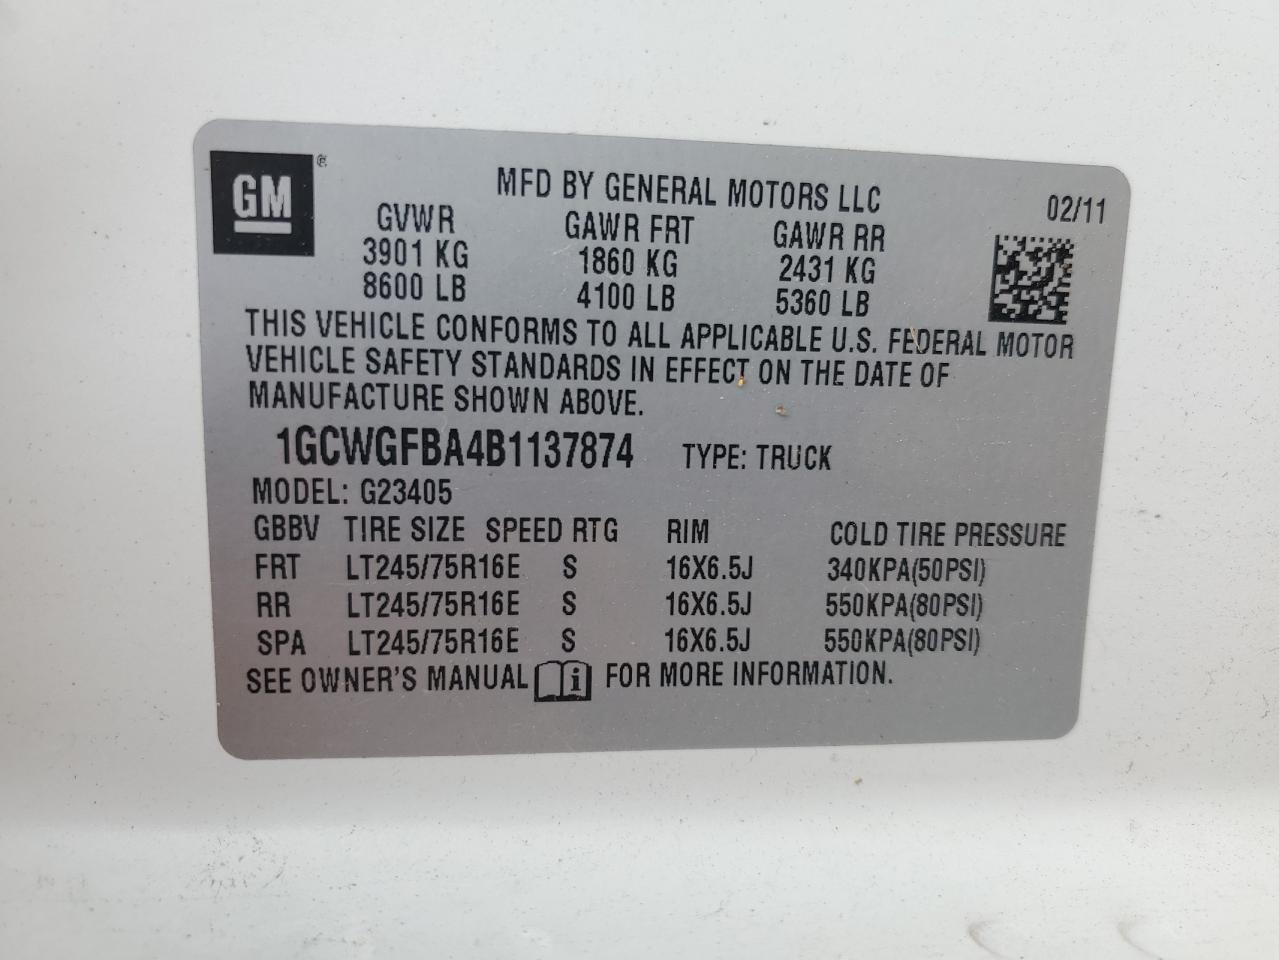 GM ®
MFD BY GENERAL MOTORS LLC 02/11
GVWR GAWR FRT GAWR RR
3901 KG 1860 KG 2431 KG
8600 LB 4100 LB 5360 LB
THIS VEHICLE CONFORMS TO ALL APPLICABLE U.S. FEDERAL MOTOR
VEHICLE SAFETY STANDARDS IN EFFECT ON THE DATE OF
MANUFACTURE SHOWN ABOVE.
1GCWGFBA4B1137874 TYPE: TRUCK
MODEL: G23405
GBBV TIRE SIZE SPEED RTG RIM COLD TIRE PRESSURE
FRT LT245/75R16E S 16X6.5J 340KPA(50PSI)
RR LT245/75R16E S 16X6.5J 550KPA(80PSI)
SPA LT245/75R16E S 16X6.5J 550KPA(80PSI)
SEE OWNER'S MANUAL i FOR MORE INFORMATION.